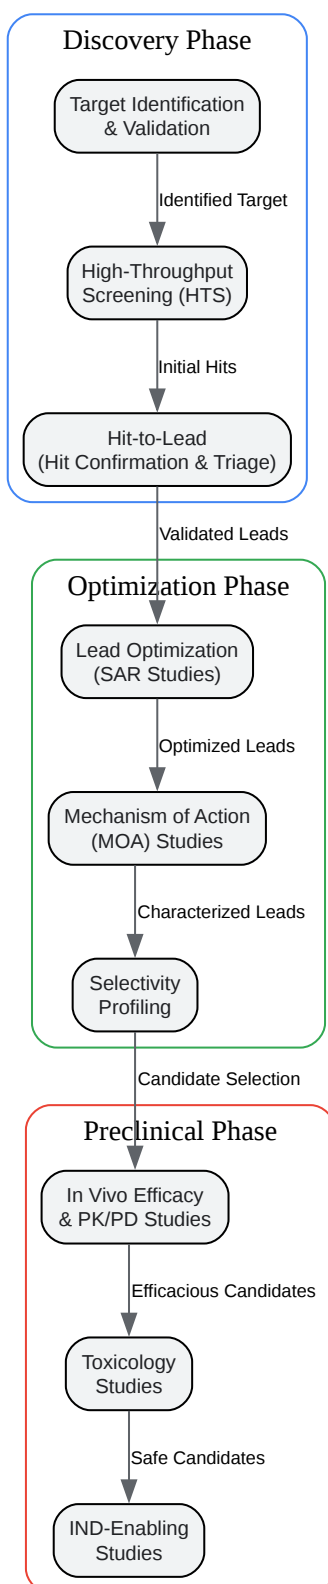 Discovery Phase
Target Identification
& Validation
Identified Target
High-Throughput
Screening (HTS)
Initial Hits
Hit-to-Lead
(Hit Confirmation & Triage)
Validated Leads
Optimization Phase
Lead Optimization
(SAR Studies)
Optimized Leads
Mechanism of Action
(MOA) Studies
Characterized Leads
Selectivity
Profiling
Candidate Selection
Preclinical Phase
In Vivo Efficacy
& PK/PD Studies
Efficacious Candidates
Toxicology
Studies
Safe Candidates
IND-Enabling
Studies